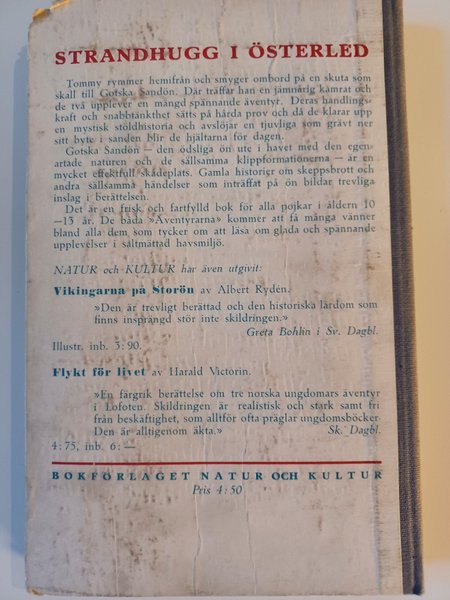 STRANDHUGG I ÖSTERLED
Tommy rymmer hemifrån och smyger ombord på en skuta som
skall till Gotska Sandön. Där träffar han en jämnårig kamrat och
de två upplever en mängd spännande äventyr. Deras handlings-
kraft och snabbtänkthet sätts på hårda prov och då de klarar upp
en mystisk stöldhistoria och avslöjar en tjuvliga som grävt ner
sitt byte i sanden blir de hjältarna för dagen.
Gotska Sandön — den ödsliga ön ute i havet med den egen-
artade naturen och de sällsamma klippformationerna — är en
mycket effektfull skådeplats. Gamla historier om skeppsbrott och
andra sällsamma händelser som inträffat på ön bildar trevliga
inslag i berättelsen.
Det är en frisk och fartfylld bok för alla pojkar i åldern 10
—13 år. De båda »Äventyrarna» kommer att få många vänner
bland alla dem som tycker om att läsa om glada och spännande
upplevelser i saltmättad havsmiljö.
NATUR och KULTUR har även utgivit:
Vikingarna på Storön av Albert Rydén.
»Den är trevligt berättad och den historiska lärdom som
finns insprängd stör inte skildringen.»
Greta Bohlin i Sv. Dagbl.
Illustr. inb. 3: 90.
Flykt för livet av Harald Victorin.
»En färgrik berättelse om tre norska ungdomars äventyr
i Lofoten. Skildringen är realistisk och stark samt fri
från beskäftighet, som alltför ofta präglar ungdomsböcker.
Den är alltigenom äkta.» Sk. Dagbl.
4: 75, inb. 6: —
BOKFÖRLAGET NATUR OCH KULTUR
Pris 4: 50